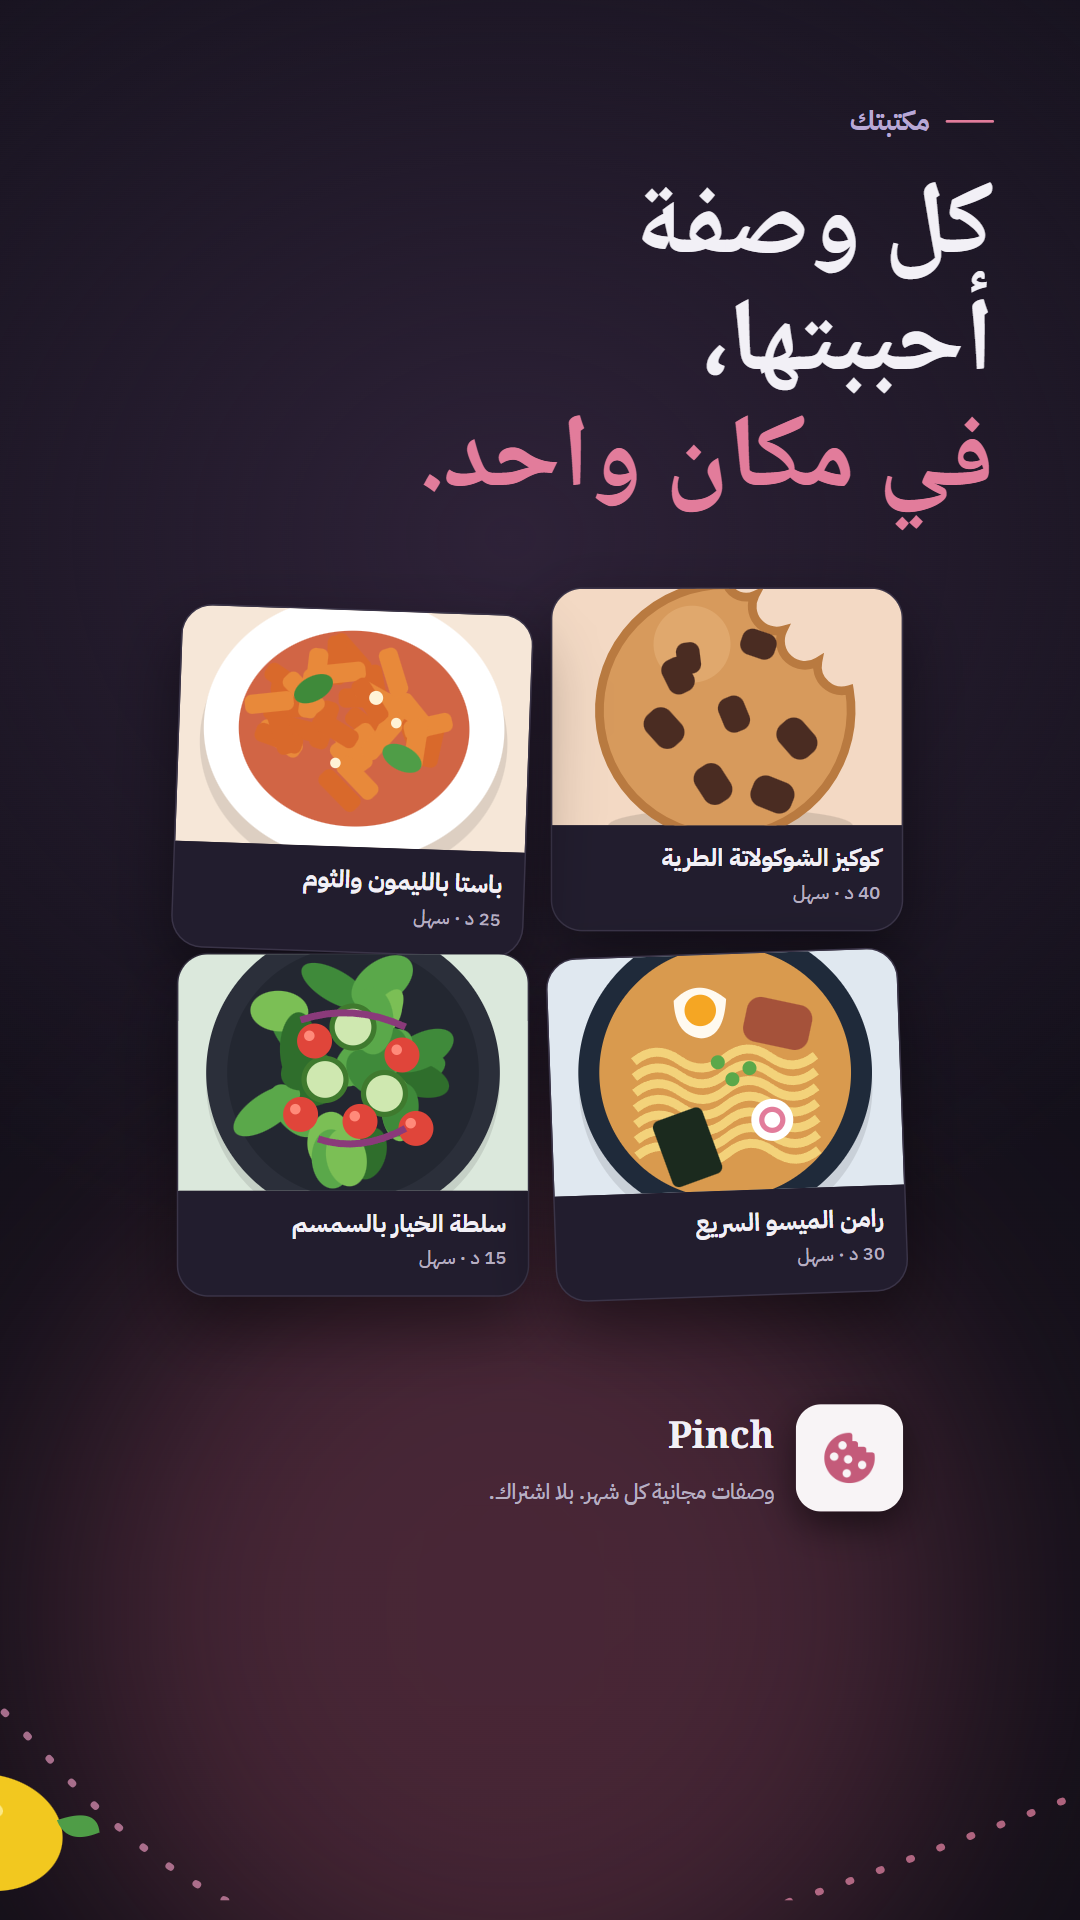 مكتبتك
كل وصفة
أحببتها،
في مكان واحد.
كوكيز الشوكولاتة الطرية
40 د · سهل
باستا بالليمون والثوم
25 د · سهل
رامن الميسو السريع
30 د · سهل
سلطة الخيار بالسمسم
15 د · سهل
Pinch
وصفات مجانية كل شهر. بلا اشتراك.